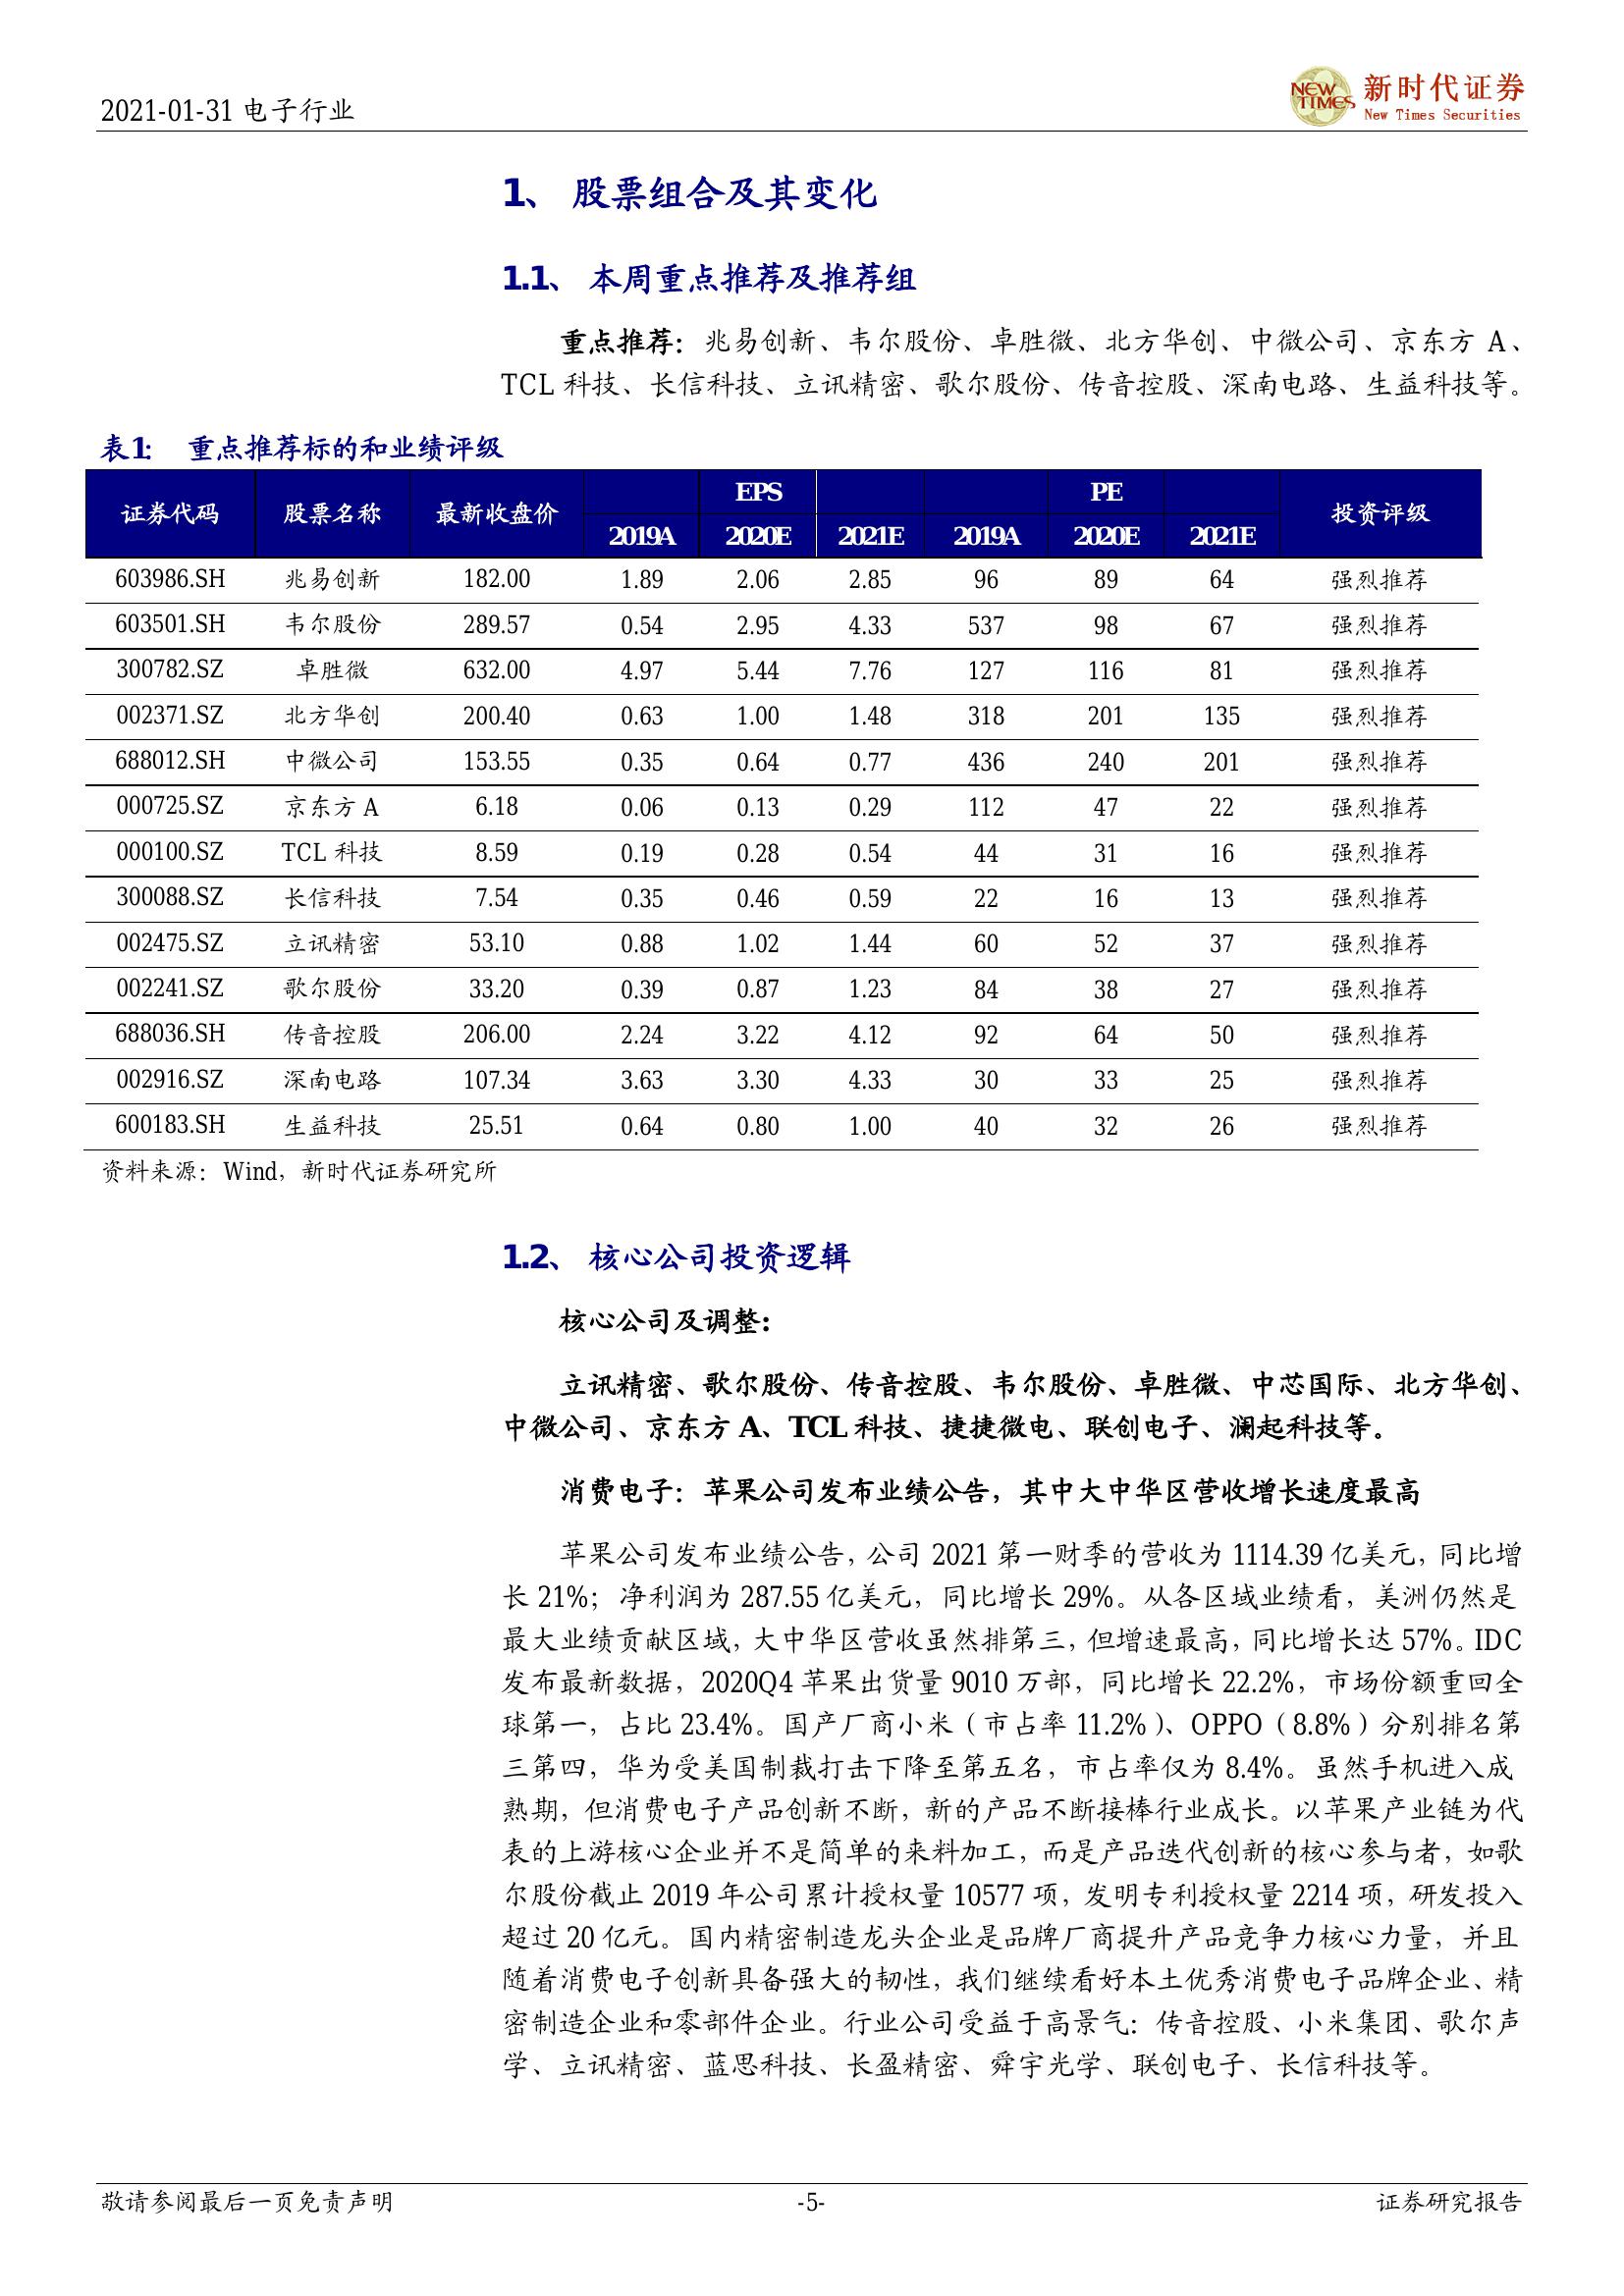 2021-01-31 电子行业
NEW TIMES
新时代证券
New Times Securities
1、 股票组合及其变化
1.1、 本周重点推荐及推荐组
重点推荐：兆易创新、韦尔股份、卓胜微、北方华创、中微公司、京东方 A、
TCL 科技、长信科技、立讯精密、歌尔股份、传音控股、深南电路、生益科技等。
表1： 重点推荐标的和业绩评级
证券代码 股票名称 最新收盘价 EPS PE 投资评级
2019A 2020E 2021E 2019A 2020E 2021E
603986.SH 兆易创新 182.00 1.89 2.06 2.85 96 89 64 强烈推荐
603501.SH 韦尔股份 289.57 0.54 2.95 4.33 537 98 67 强烈推荐
300782.SZ 卓胜微 632.00 4.97 5.44 7.76 127 116 81 强烈推荐
002371.SZ 北方华创 200.40 0.63 1.00 1.48 318 201 135 强烈推荐
688012.SH 中微公司 153.55 0.35 0.64 0.77 436 240 201 强烈推荐
000725.SZ 京东方 A 6.18 0.06 0.13 0.29 112 47 22 强烈推荐
000100.SZ TCL 科技 8.59 0.19 0.28 0.54 44 31 16 强烈推荐
300088.SZ 长信科技 7.54 0.35 0.46 0.59 22 16 13 强烈推荐
002475.SZ 立讯精密 53.10 0.88 1.02 1.44 60 52 37 强烈推荐
002241.SZ 歌尔股份 33.20 0.39 0.87 1.23 84 38 27 强烈推荐
688036.SH 传音控股 206.00 2.24 3.22 4.12 92 64 50 强烈推荐
002916.SZ 深南电路 107.34 3.63 3.30 4.33 30 33 25 强烈推荐
600183.SH 生益科技 25.51 0.64 0.80 1.00 40 32 26 强烈推荐
资料来源：Wind，新时代证券研究所
1.2、 核心公司投资逻辑
核心公司及调整：
立讯精密、歌尔股份、传音控股、韦尔股份、卓胜微、中芯国际、北方华创、
中微公司、京东方 A、TCL 科技、捷捷微电、联创电子、澜起科技等。
消费电子：苹果公司发布业绩公告，其中大中华区营收增长速度最高
苹果公司发布业绩公告，公司 2021 第一财季的营收为 1114.39 亿美元，同比增
长 21%；净利润为 287.55 亿美元，同比增长 29%。从各区域业绩看，美洲仍然是
最大业绩贡献区域，大中华区营收虽然排第三，但增速最高，同比增长达 57%。IDC
发布最新数据，2020Q4 苹果出货量 9010 万部，同比增长 22.2%，市场份额重回全
球第一，占比 23.4%。国产厂商小米（市占率 11.2%）、OPPO（8.8%）分别排名第
三第四，华为受美国制裁打击下降至第五名，市占率仅为 8.4%。虽然手机进入成
熟期，但消费电子产品创新不断，新的产品不断接棒行业成长。以苹果产业链为代
表的上游核心企业并不是简单的来料加工，而是产品迭代创新的核心参与者，如歌
尔股份截止 2019 年公司累计授权量 10577 项，发明专利授权量 2214 项，研发投入
超过 20 亿元。国内精密制造龙头企业是品牌厂商提升产品竞争力核心力量，并且
随着消费电子创新具备强大的韧性，我们继续看好本土优秀消费电子品牌企业、精
密制造企业和零部件企业。行业公司受益于高景气：传音控股、小米集团、歌尔声
学、立讯精密、蓝思科技、长盈精密、舜宇光学、联创电子、长信科技等。
敬请参阅最后一页免责声明 -5- 证券研究报告